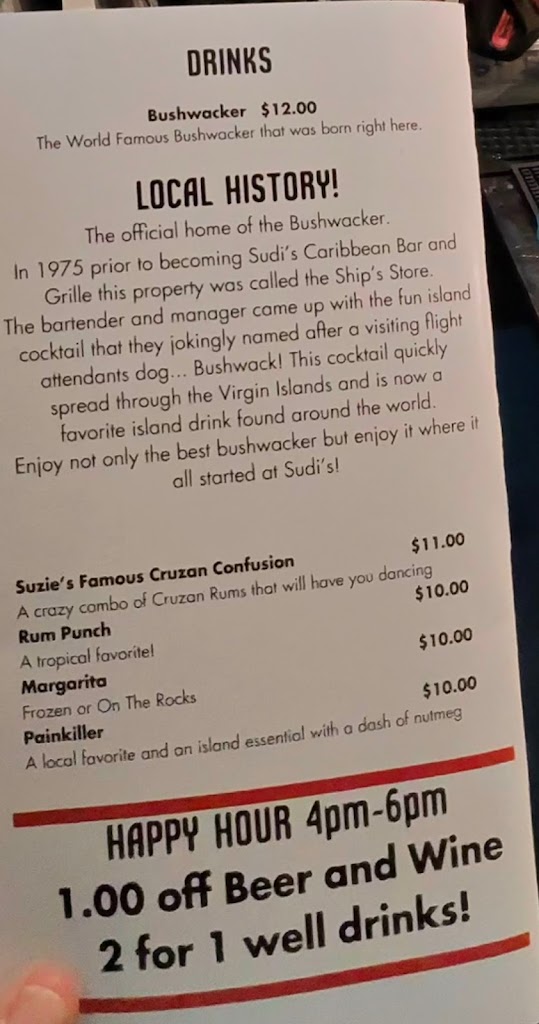 DRINKS
Bushwacker $12.00
The World Famous Bushwacker that was born right here.
LOCAL HISTORY!
The official home of the Bushwacker.
In 1975 prior to becoming Sudi's Caribbean Bar and
Grille this property was called the Ship's Store.
The bartender and manager came up with the fun island
cocktail that they jokingly named after a visiting flight
attendants dog... Bushwack! This cocktail quickly
spread through the Virgin Islands and is now a
favorite island drink found around the world.
Enjoy not only the best bushwacker but enjoy it where it
all started at Sudi's!
Suzie's Famous Cruzan Confusion $11.00
A crazy combo of Cruzan Rums that will have you dancing
Rum Punch $10.00
A tropical favorite!
Margarita $10.00
Frozen or On The Rocks
Painkiller $10.00
A local favorite and an island essential with a dash of nutmeg
HAPPY HOUR 4pm-6pm
1.00 off Beer and Wine
2 for 1 well drinks!